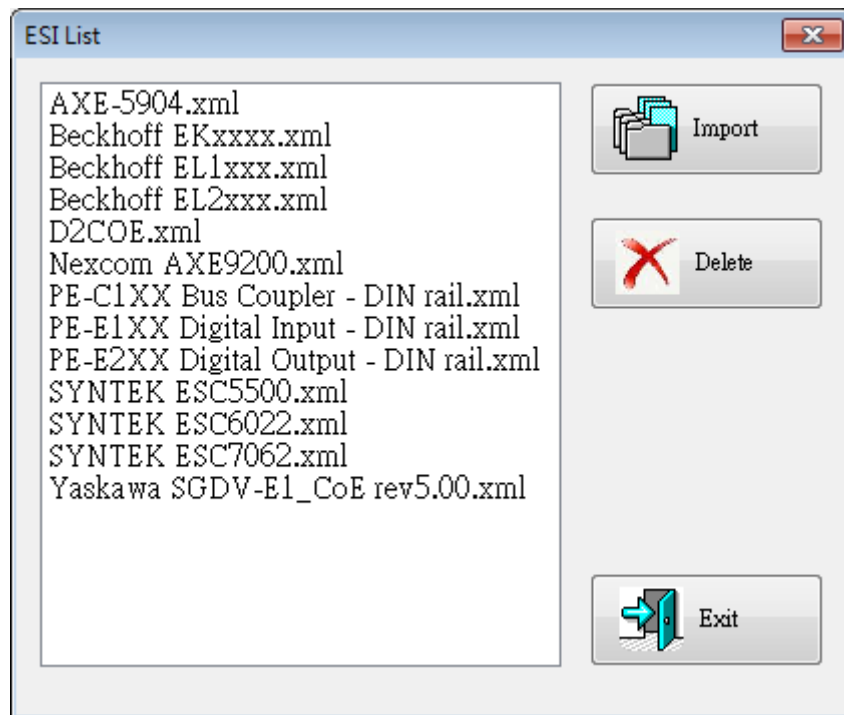 ESI List
AXE-5904.xml
Beckhoff EKxxxx.xml
Beckhoff EL1xxx.xml
Beckhoff EL2xxx.xml
D2COE.xml
Nexcom AXE9200.xml
PE-C1XX Bus Coupler - DIN rail.xml
PE-E1XX Digital Input - DIN rail.xml
PE-E2XX Digital Output - DIN rail.xml
SYNTEK ESC5500.xml
SYNTEK ESC6022.xml
SYNTEK ESC7062.xml
Yaskawa SGDV-E1_CoE rev5.00.xml
Import
Delete
Exit